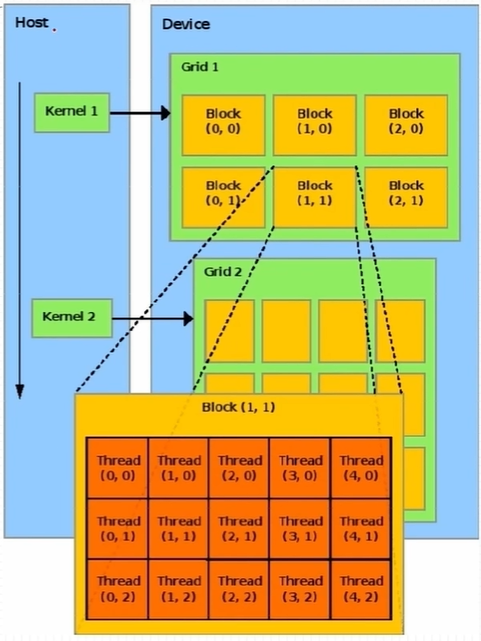 Host
Device
Grid 1
Kernel 1
Block
(0, 0)
Block
(1, 0)
Block
(2, 0)
Block
(0, 1)
Block
(1, 1)
Block
(2, 1)
Grid 2
Kernel 2
Block (1, 1)
Thread
(0, 0)
Thread
(1, 0)
Thread
(2, 0)
Thread
(3, 0)
Thread
(4, 0)
Thread
(0, 1)
Thread
(1, 1)
Thread
(2, 1)
Thread
(3, 1)
Thread
(4, 1)
Thread
(0, 2)
Thread
(1, 2)
Thread
(2, 2)
Thread
(3, 2)
Thread
(4, 2)